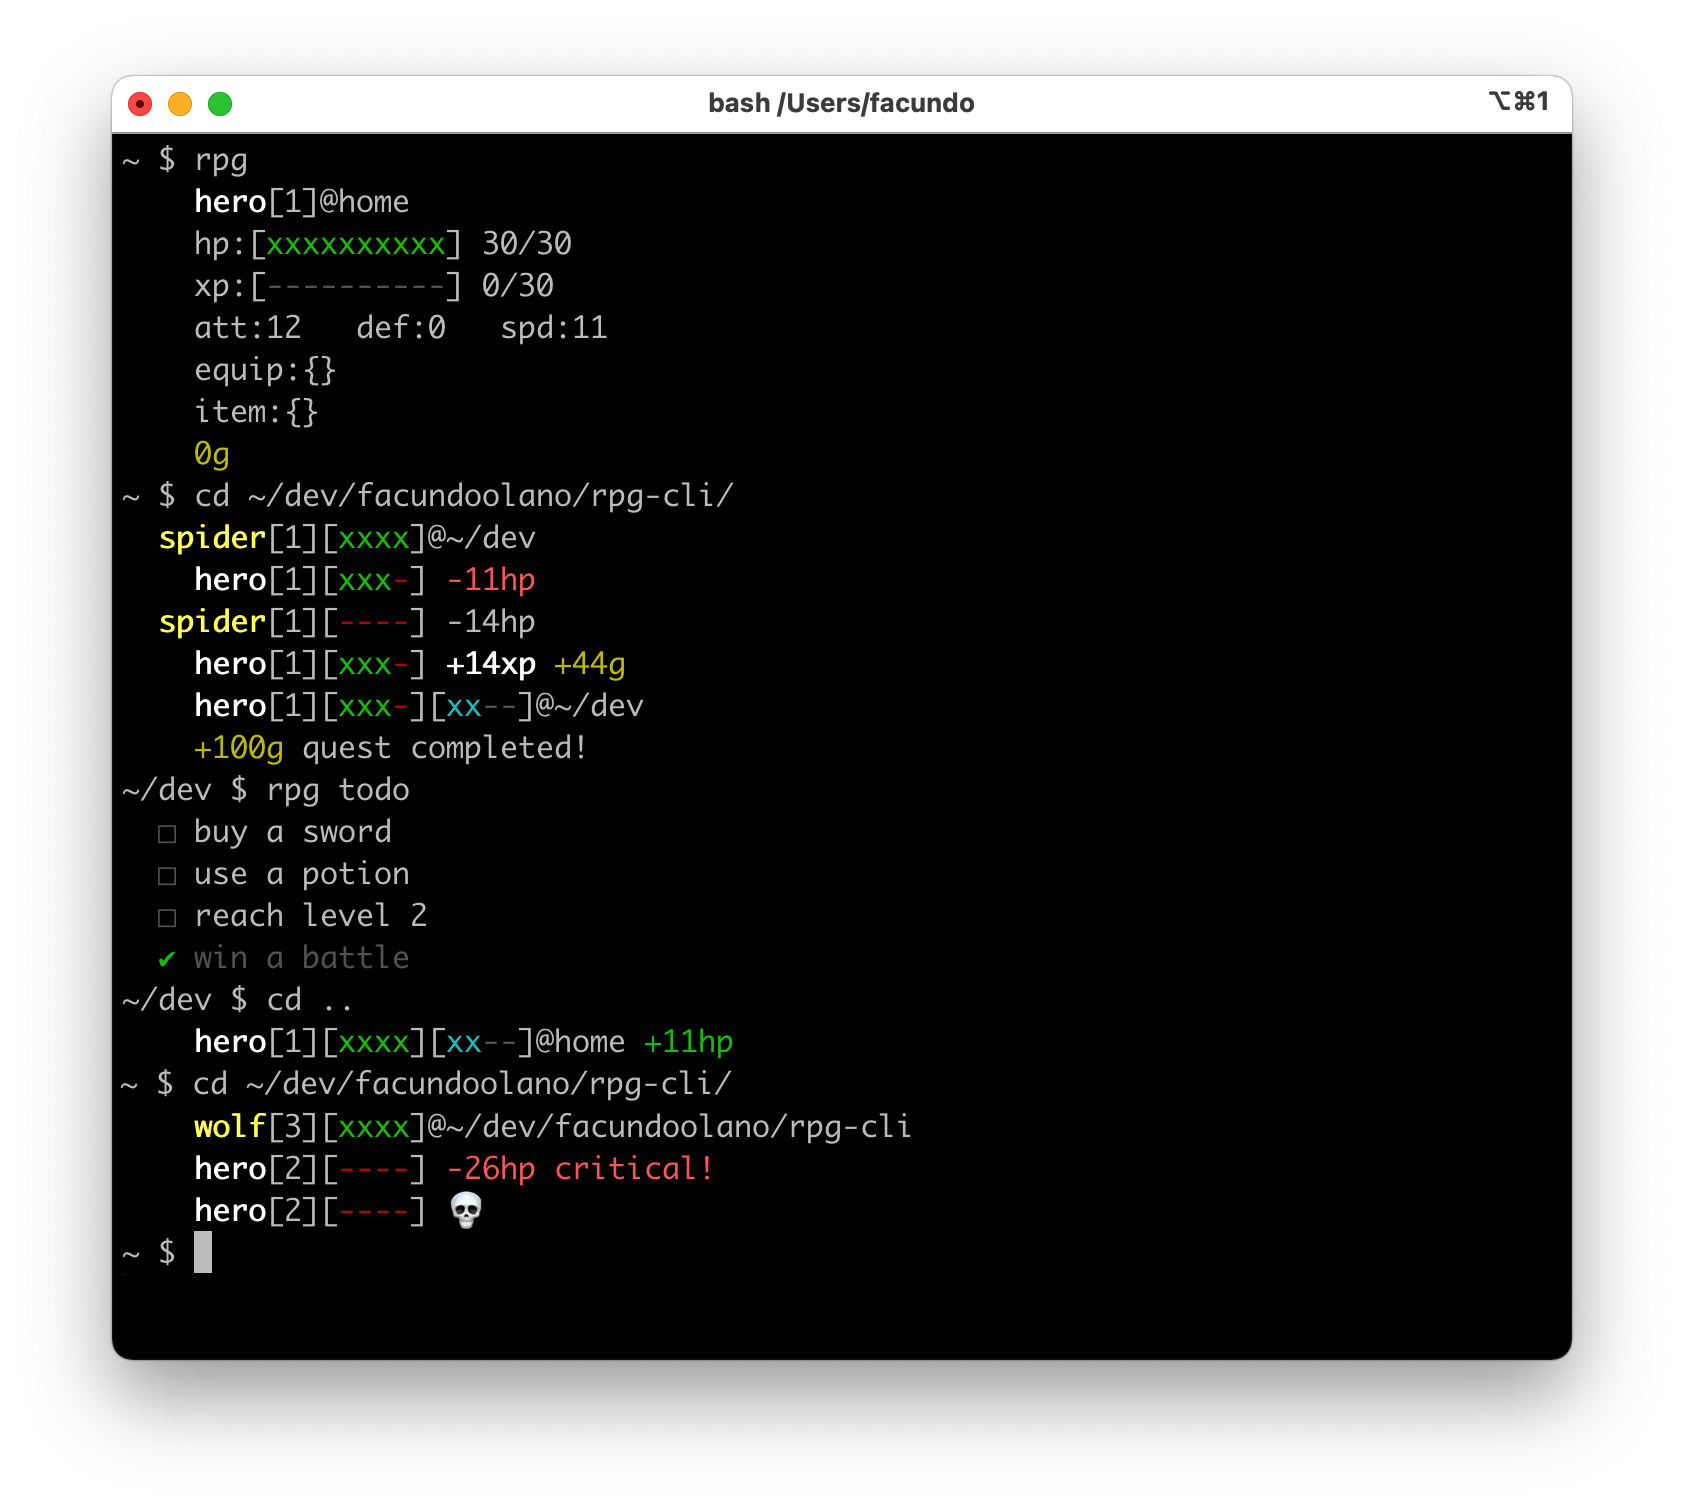 bash /Users/facundo
⌥⌘1
~ $ rpg
hero[1]@home
hp:[xxxxxxxxxx] 30/30
xp:[----------] 0/30
att:12   def:0   spd:11
equip:{}
item:{}
0g
~ $ cd ~/dev/facundoolano/rpg-cli/
spider[1][xxxx]@~/dev
hero[1][xxx-] -11hp
spider[1][----] -14hp
hero[1][xxx-] +14xp +44g
hero[1][xxx-][xx--]@~/dev
+100g quest completed!
~/dev $ rpg todo
□ buy a sword
□ use a potion
□ reach level 2
✔ win a battle
~/dev $ cd ..
hero[1][xxxx][xx--]@home +11hp
~ $ cd ~/dev/facundoolano/rpg-cli/
wolf[3][xxxx]@~/dev/facundoolano/rpg-cli
hero[2][----] -26hp critical!
hero[2][----] 💀
~ $